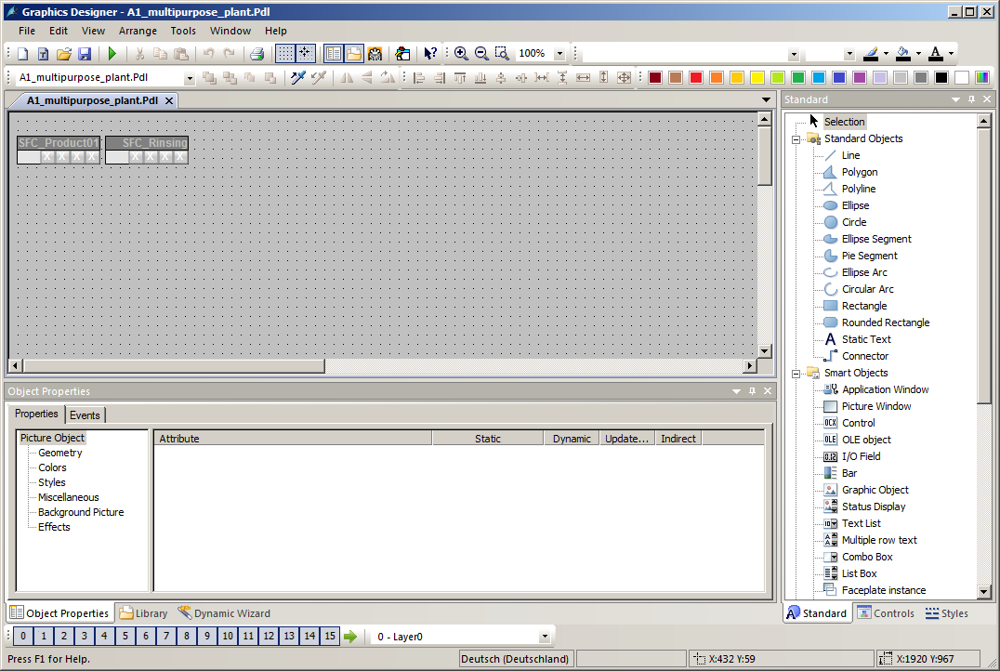 Graphics Designer - A1_multipurpose_plant.Pdl
File Edit View Arrange Tools Window Help
100%
A1_multipurpose_plant.Pdl
A1_multipurpose_plant.Pdl
SFC_Product01 SFC_Rinsing
X X X X X X X X
Standard
Selection
Standard Objects
Line
Polygon
Polyline
Ellipse
Circle
Ellipse Segment
Pie Segment
Ellipse Arc
Circular Arc
Rectangle
Rounded Rectangle
A Static Text
Connector
Smart Objects
Application Window
Picture Window
OCX Control
OLE OLE object
0.12 I/O Field
Bar
Graphic Object
Status Display
Text List
Multiple row text
Combo Box
List Box
Faceplate instance
A Standard Controls Styles
Object Properties
Properties Events
Picture Object
Geometry
Colors
Styles
Miscellaneous
Background Picture
Effects
Attribute Static Dynamic Update... Indirect
Object Properties Library Dynamic Wizard
0 1 2 3 4 5 6 7 8 9 10 11 12 13 14 15 0 - Layer0
Press F1 for Help. Deutsch (Deutschland) X:432 Y:59 X:1920 Y:967